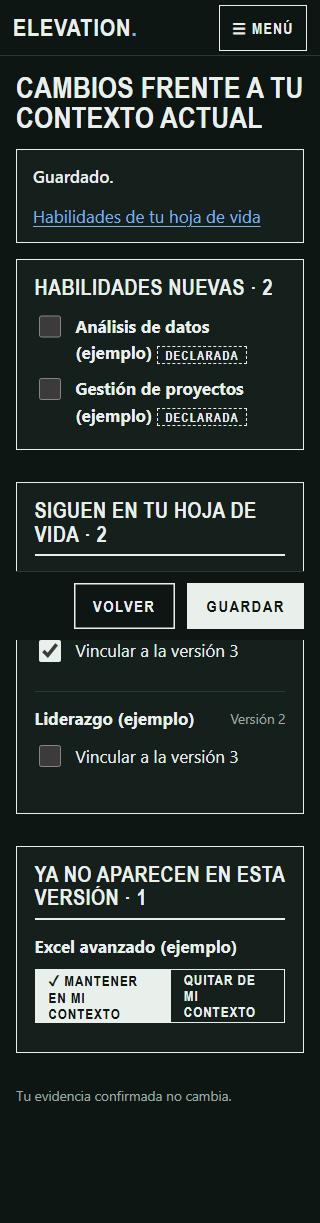 ELEVATION.
☰ MENÚ
CAMBIOS FRENTE A TU
CONTEXTO ACTUAL
Guardado.
Habilidades de tu hoja de vida
HABILIDADES NUEVAS · 2
Análisis de datos
(ejemplo) DECLARADA
Gestión de proyectos
(ejemplo) DECLARADA
SIGUEN EN TU HOJA DE
VIDA · 2
VOLVER
GUARDAR
Vincular a la versión 3
Liderazgo (ejemplo) Versión 2
Vincular a la versión 3
YA NO APARECEN EN ESTA
VERSIÓN · 1
Excel avanzado (ejemplo)
✓ MANTENER
EN MI
CONTEXTO
QUITAR DE
MI
CONTEXTO
Tu evidencia confirmada no cambia.